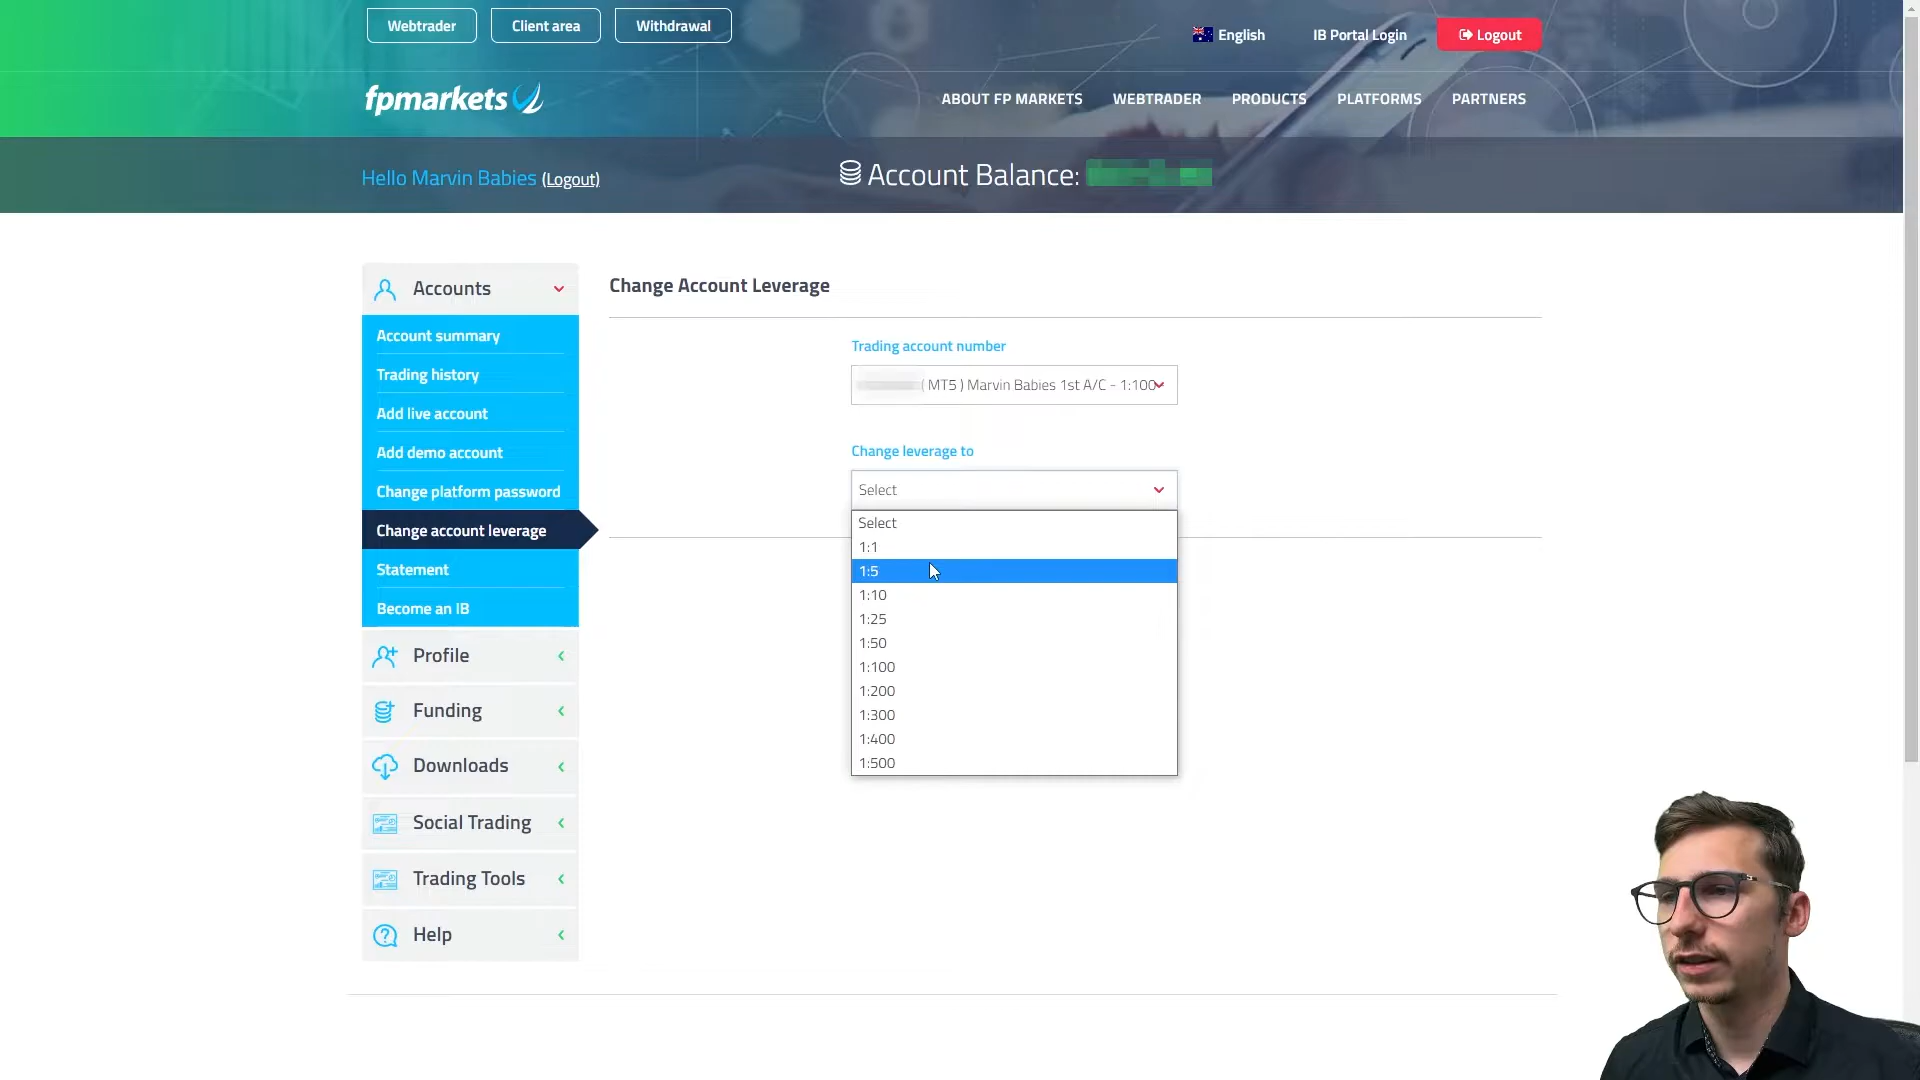 Webtrader
Client area
Withdrawal
English
IB Portal Login
Logout
fpmarkets
ABOUT FP MARKETS
WEBTRADER
PRODUCTS
PLATFORMS
PARTNERS
Hello Marvin Babies (Logout)
Account Balance:
Accounts
Account summary
Trading history
Add live account
Add demo account
Change platform password
Change account leverage
Statement
Become an IB
Profile
Funding
Downloads
Social Trading
Trading Tools
Help
Change Account Leverage
Trading account number
( MT5 ) Marvin Babies 1st A/C - 1:100
Change leverage to
Select
Select
1:1
1:5
1:10
1:25
1:50
1:100
1:200
1:300
1:400
1:500